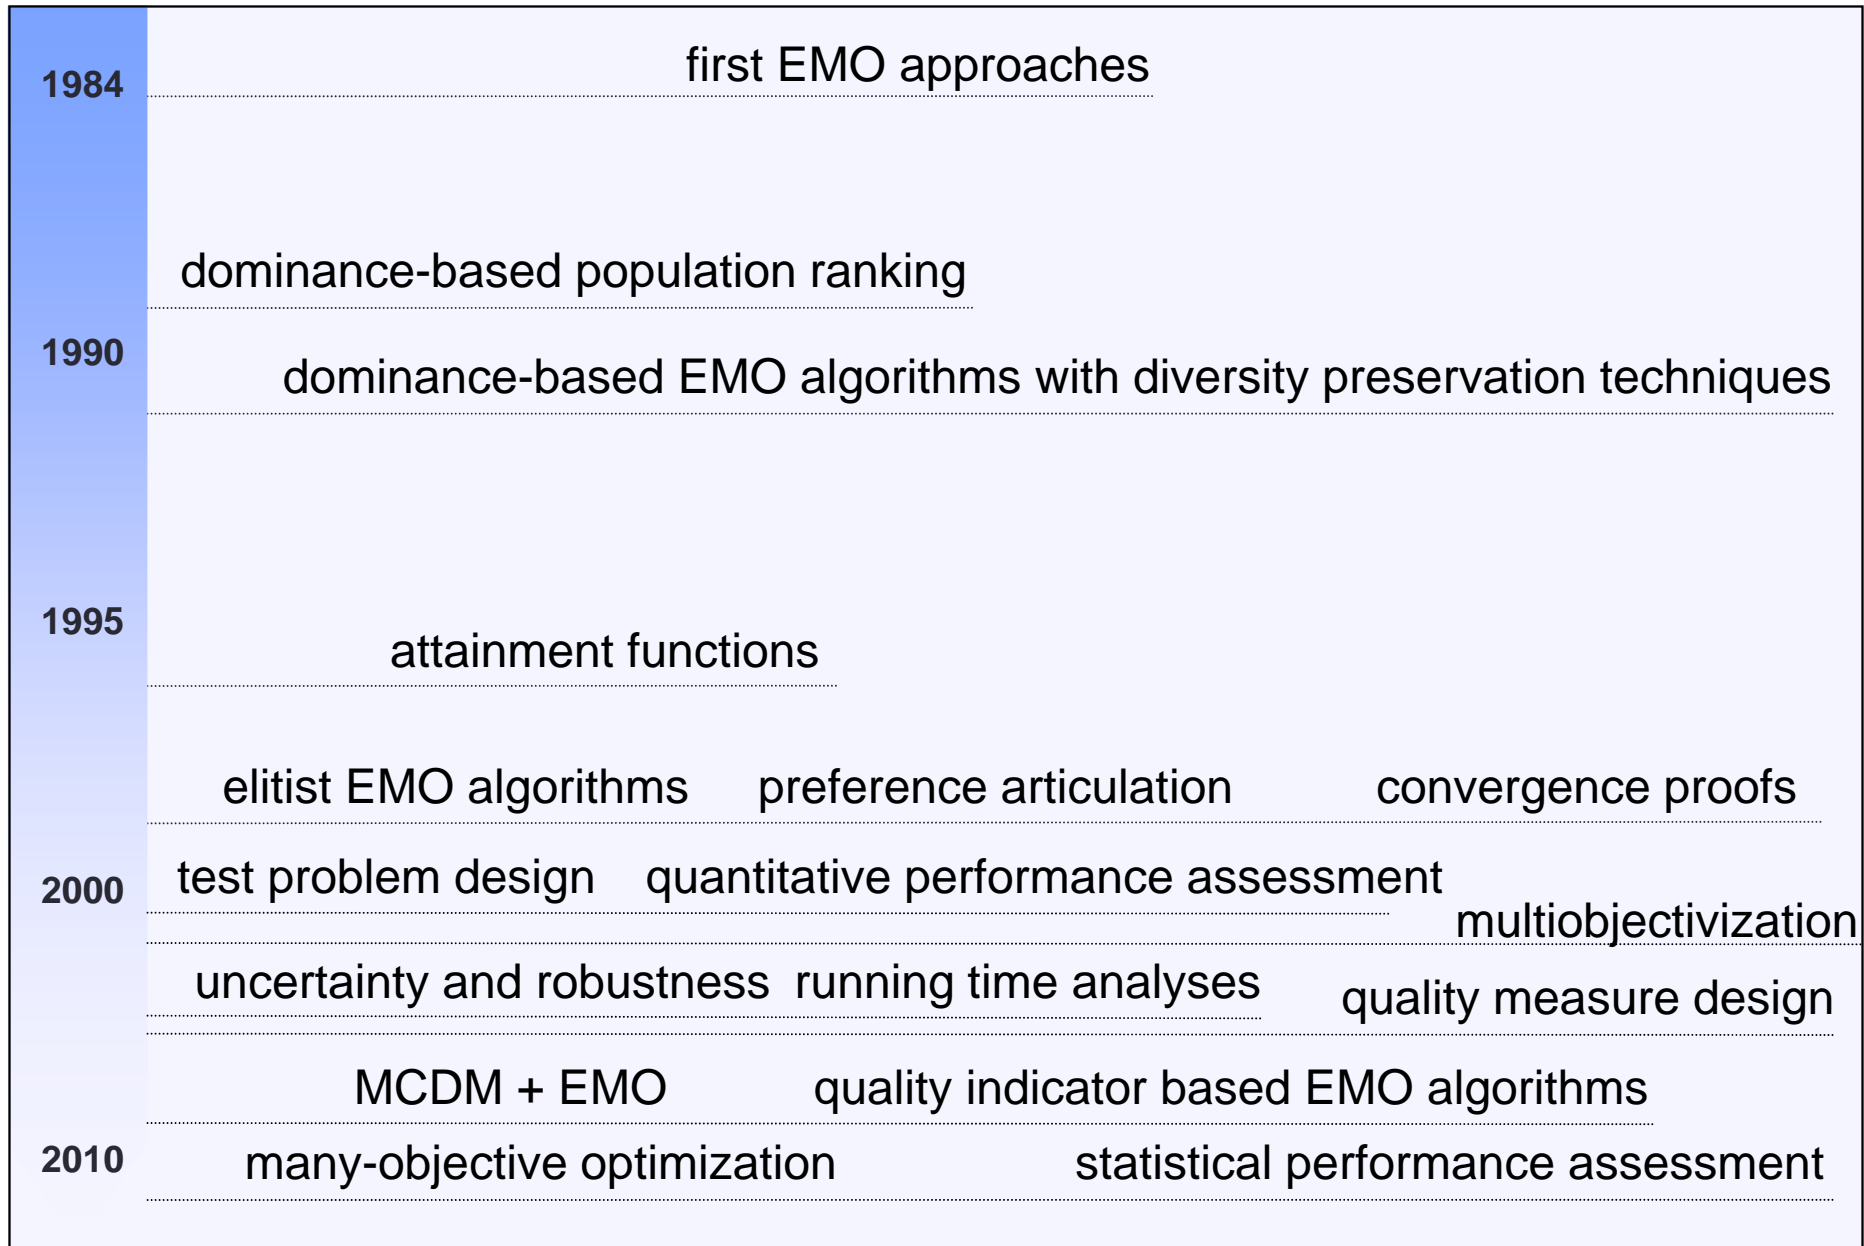 first EMO approaches
1984
dominance-based population ranking
1990
dominance-based EMO algorithms with diversity preservation techniques
1995
attainment functions
elitist EMO algorithms preference articulation convergence proofs
test problem design quantitative performance assessment
2000
multiobjectivization
uncertainty and robustness running time analyses
quality measure design
MCDM + EMO quality indicator based EMO algorithms
2010 many-objective optimization statistical performance assessment